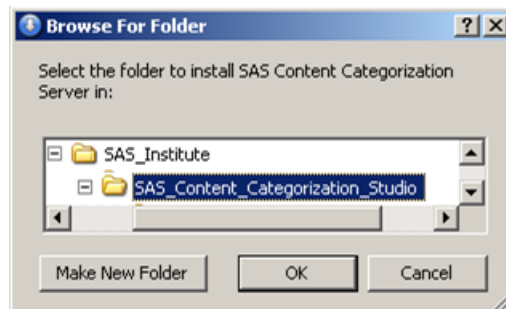 Browse For Folder
Select the folder to install SAS Content Categorization
Server in:
SAS_Institute
SAS_Content_Categorization_Studio
Make New Folder
OK
Cancel